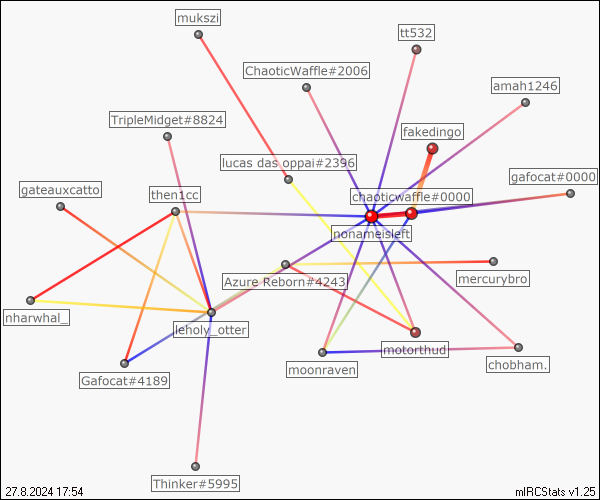 mukszi
tt532
ChaoticWaffle#2006
amah1246
TripleMidget#8824
fakedingo
lucas das oppai#2396
gafocat#0000
gateauxcatto
then1cc
chaoticwaffle#0000
nonameisleft
Azure Reborn#4243
mercurybro
nharwhal_
leholy_otter
motorthud
moonraven
chobham.
Gafocat#4189
Thinker#5995
27.8.2024 17:54
mIRCStats v1.25